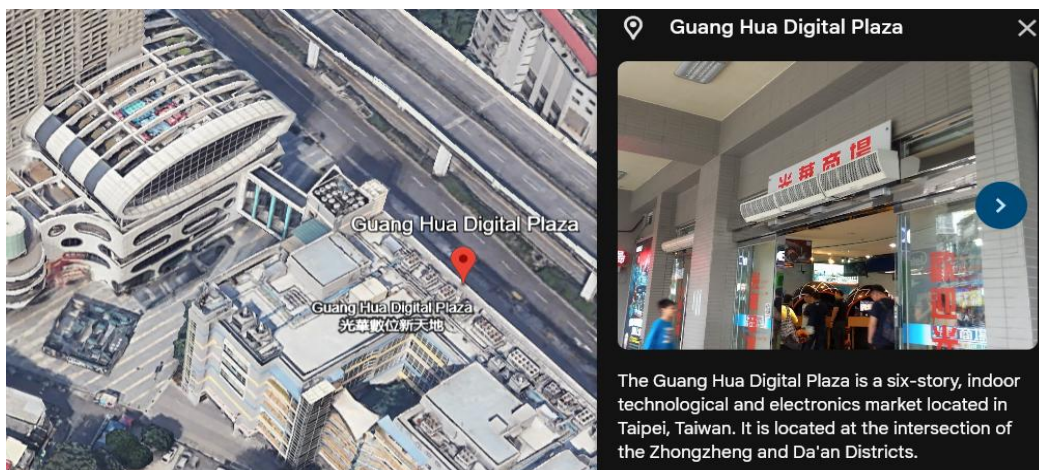 Guang Hua Digital Plaza
Guang Hua Digital Plaza
光華數位新天地
Guang Hua Digital Plaza
光華商場
The Guang Hua Digital Plaza is a six-story, indoor
technological and electronics market located in
Taipei, Taiwan. It is located at the intersection of
the Zhongzheng and Da'an Districts.